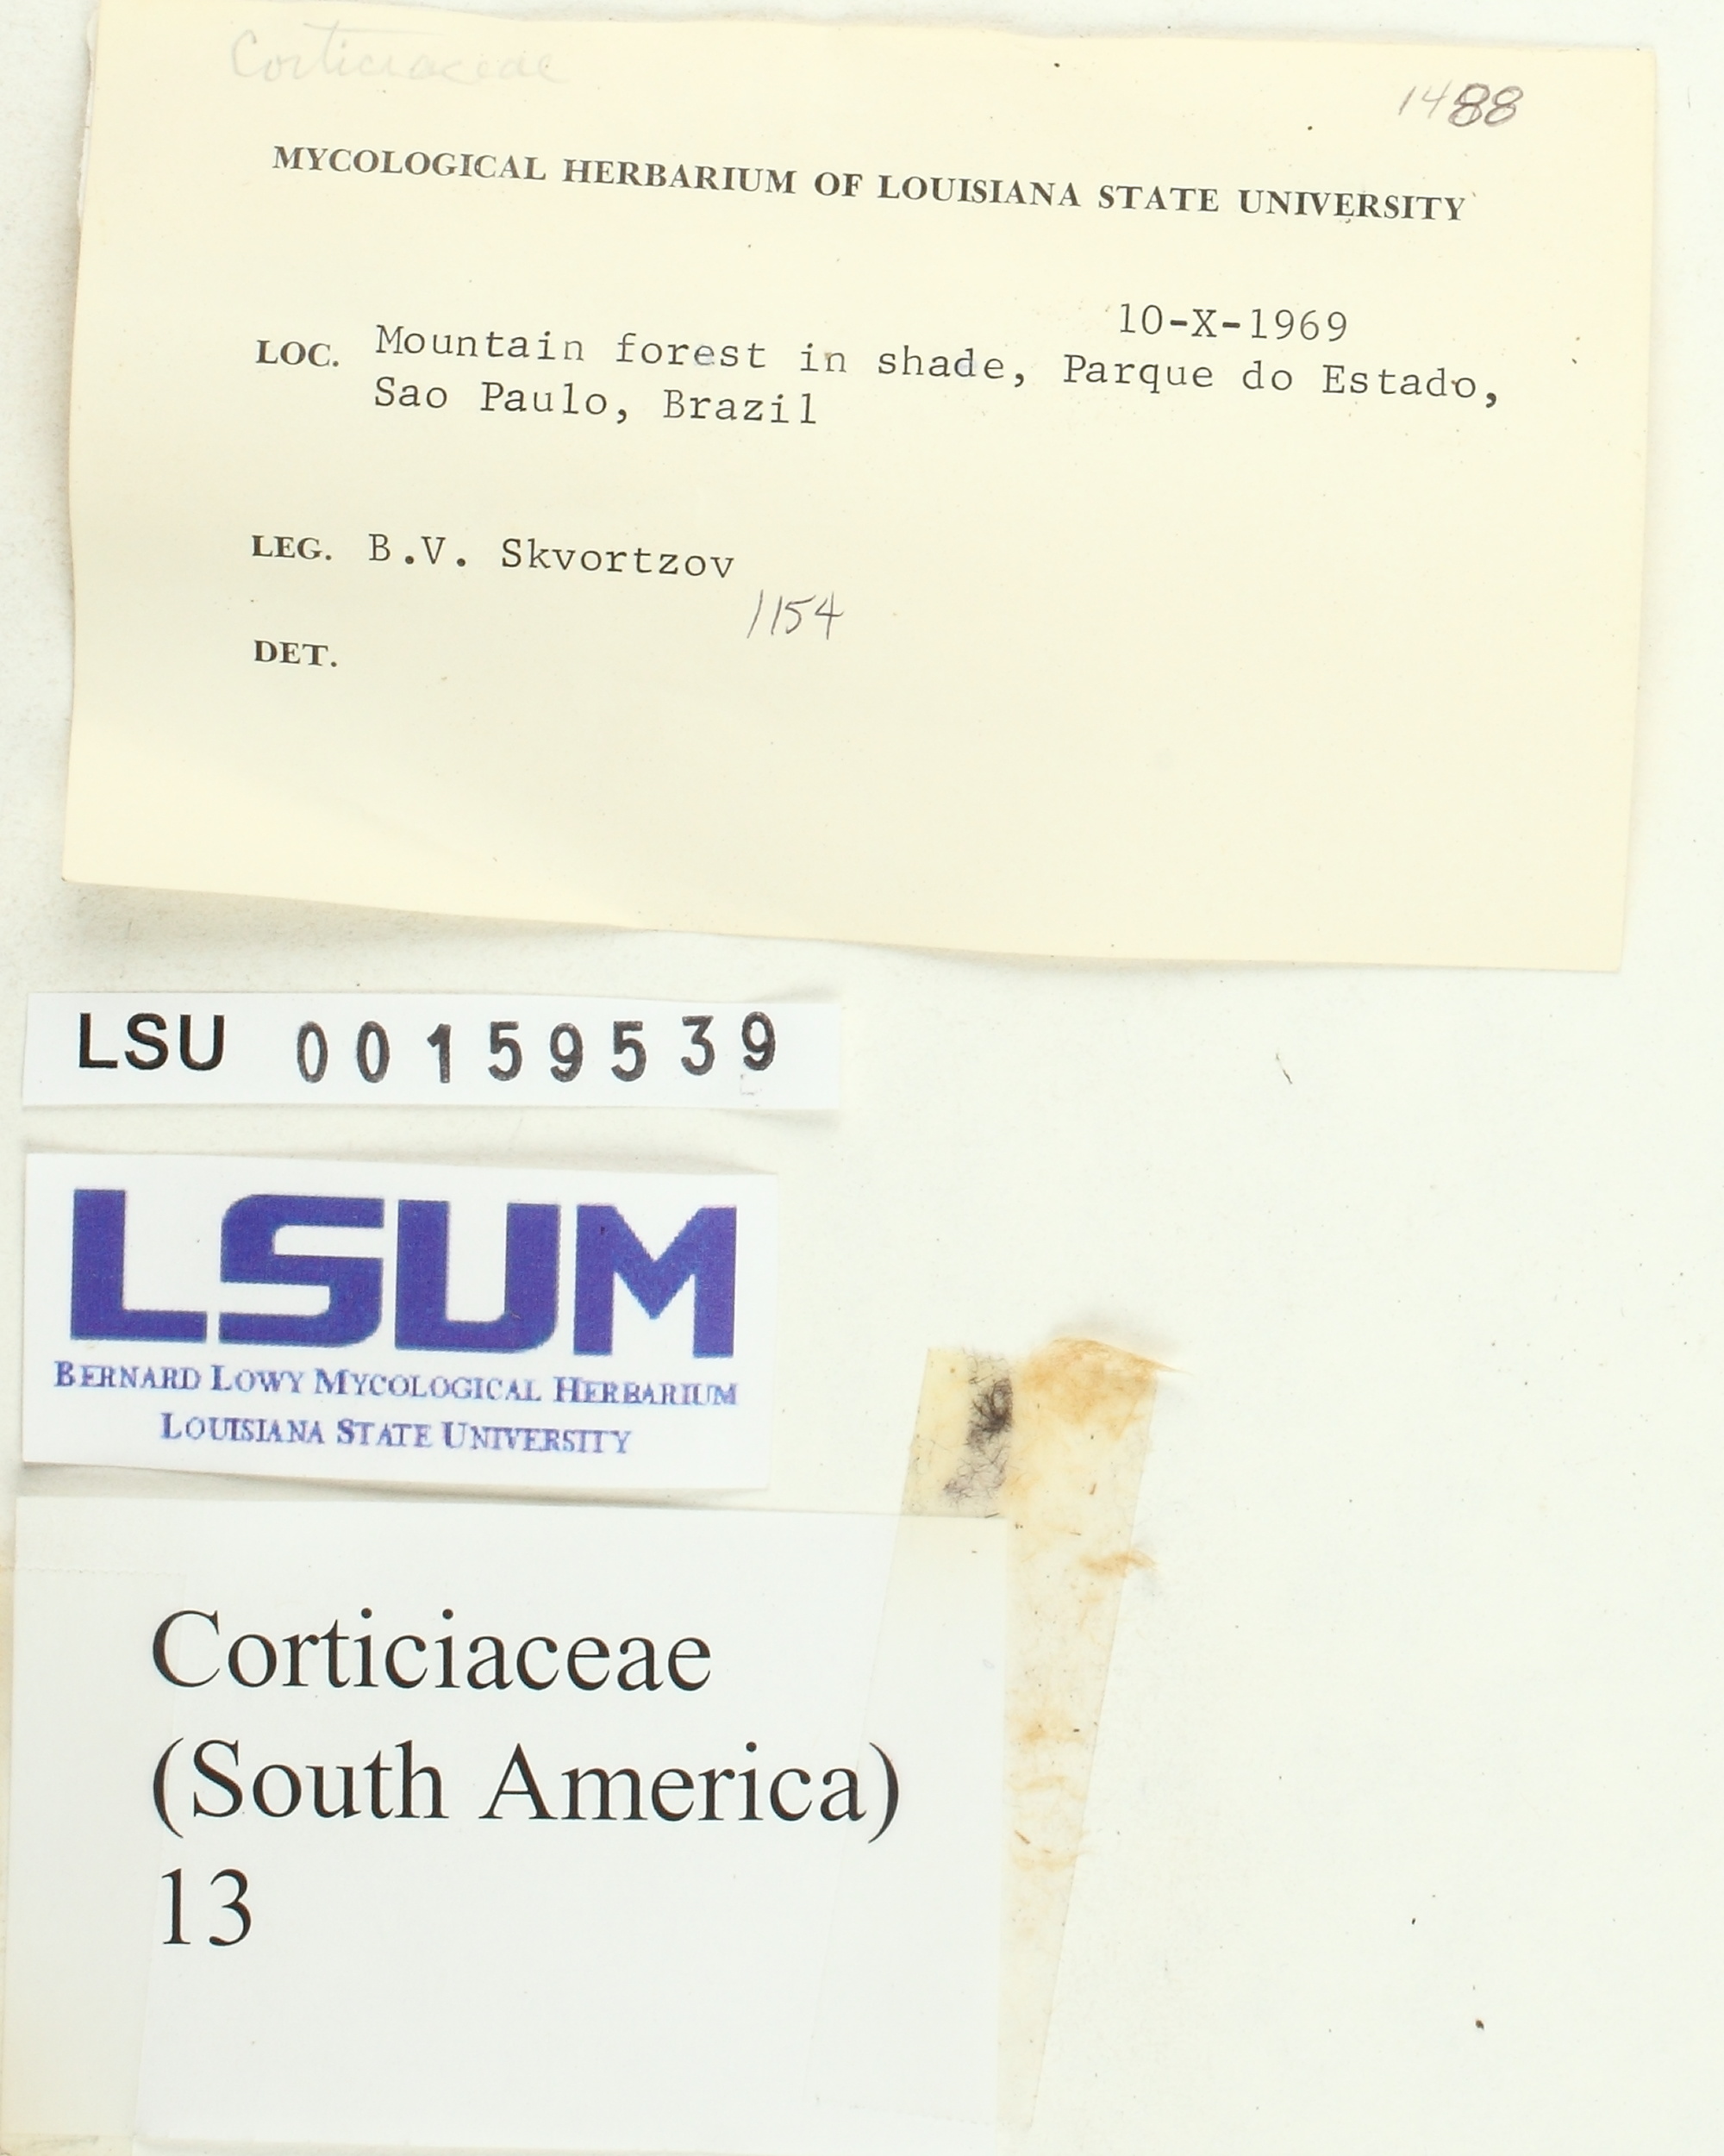 Corticiaceae
1488
MYCOLOGICAL HERBARIUM OF LOUISIANA STATE UNIVERSITY
10-X-1969
LOC. Mountain forest in shade, Parque do Estado,
Sao Paulo, Brazil
LEG. B.V. Skvortzov
1154
DET.
LSU 00159539
LSUM
BERNARD LOWY MYCOLOGICAL HERBARIUM
LOUISIANA STATE UNIVERSITY
Corticiaceae
(South America)
13